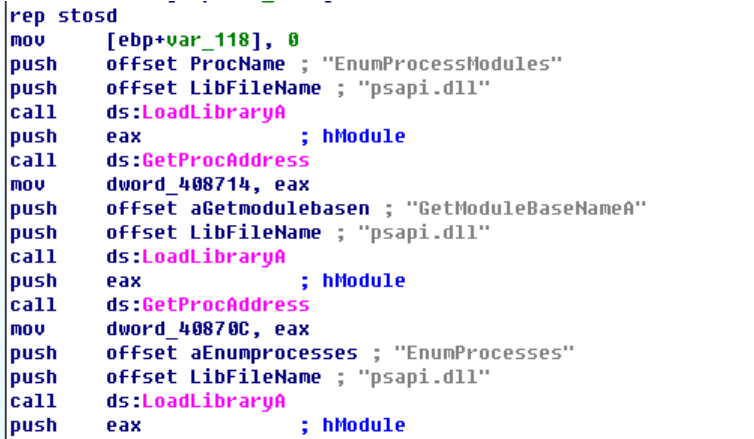 rep stosd
mov [ebp+var_118], 0
push offset ProcName ; "EnumProcessModules"
push offset LibFileName ; "psapi.dll"
call ds:LoadLibraryA
push eax ; hModule
call ds:GetProcAddress
mov dword_408714, eax
push offset aGetmodulebasen ; "GetModuleBaseNameA"
push offset LibFileName ; "psapi.dll"
call ds:LoadLibraryA
push eax ; hModule
call ds:GetProcAddress
mov dword_40870C, eax
push offset aEnumprocesses ; "EnumProcesses"
push offset LibFileName ; "psapi.dll"
call ds:LoadLibraryA
push eax ; hModule